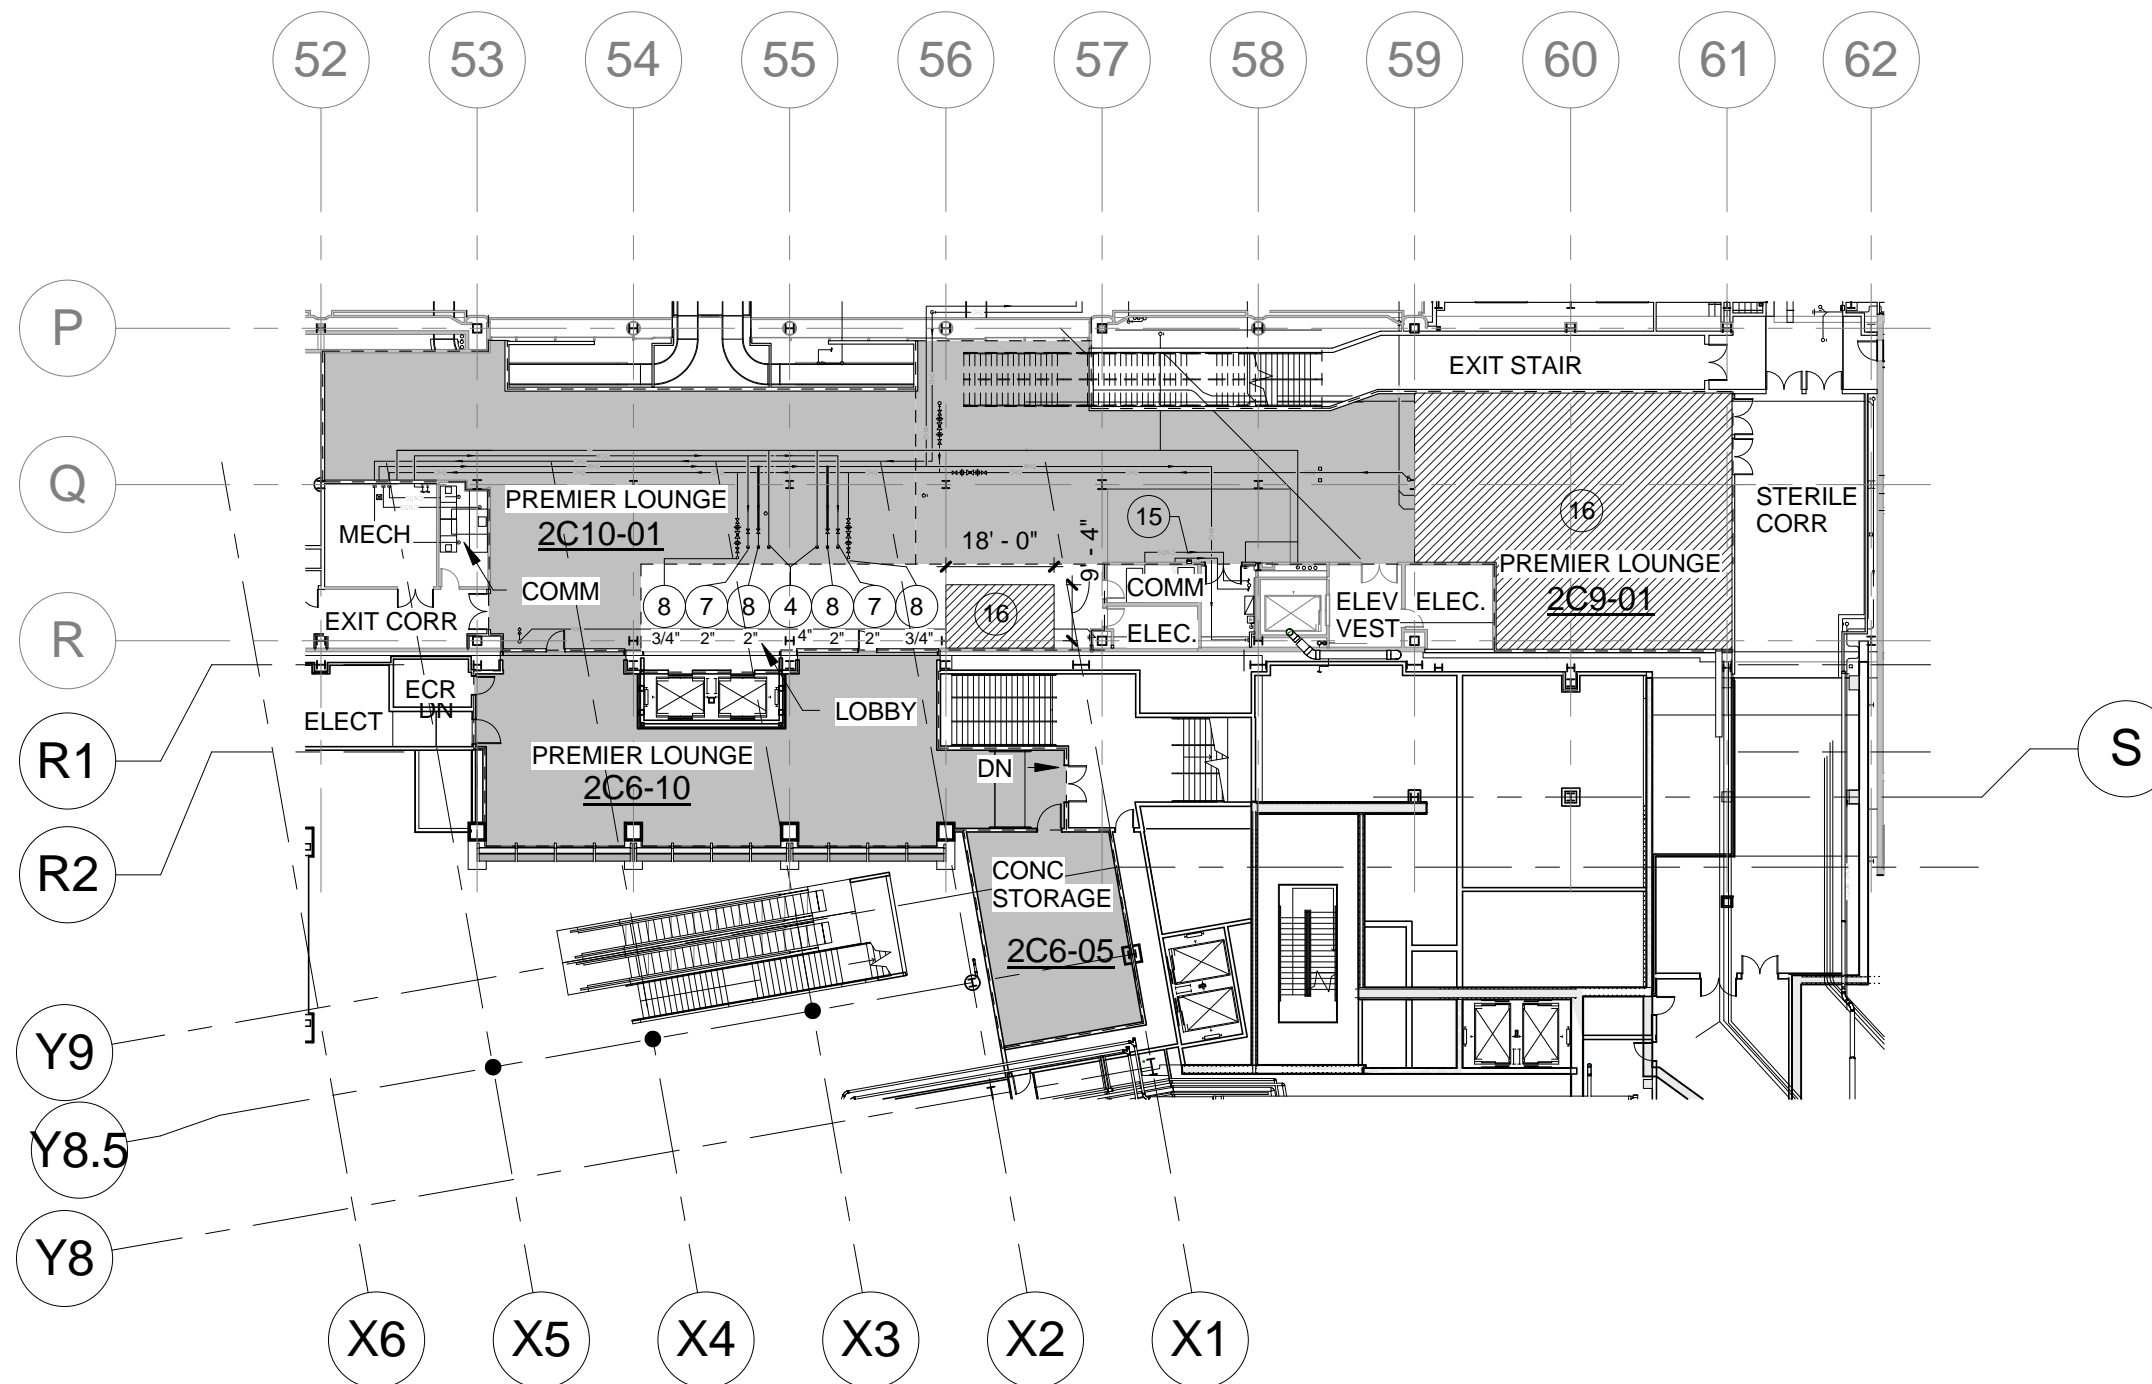 52 53 54 55 56 57 58 59 60 61 62
P
EXIT STAIR
Q
PREMIER LOUNGE
2C10-01
MECH
15
16
STERILE
CORR
18' - 0"
9' - 4"
PREMIER LOUNGE
2C9-01
COMM
COMM
8 7 8 4 8 7 8
16
ELEV
VEST
ELEC.
EXIT CORR
3/4" 2" 2" 4" 2" 2" 3/4"
ELEC.
R
ECR
DN
ELECT
LOBBY
R1
PREMIER LOUNGE
2C6-10
DN
S
R2
CONC
STORAGE
2C6-05
Y9
Y8.5
Y8
X6 X5 X4 X3 X2 X1